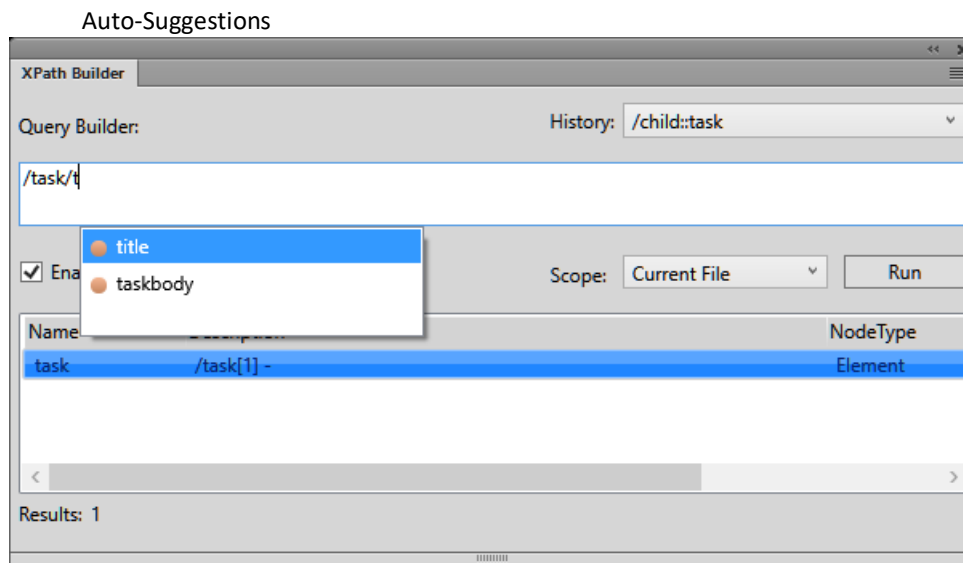 Auto-Suggestions
XPath Builder
Query Builder:
History: /child::task
/task/t
title
Ena
Scope: Current File Run
taskbody
Name NodeType
task /task[1] - Element
Results: 1